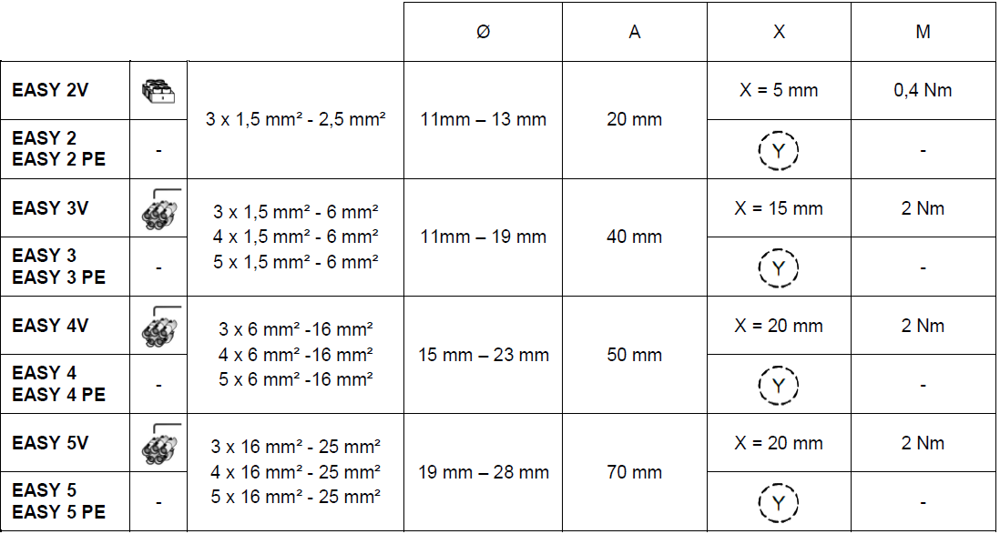 Ø A X M
EASY 2V
3 x 1,5 mm² - 2,5 mm²
11mm – 13 mm
20 mm
X = 5 mm
0,4 Nm
EASY 2
EASY 2 PE
-
Y
-
EASY 3V
3 x 1,5 mm² - 6 mm²
4 x 1,5 mm² - 6 mm²
5 x 1,5 mm² - 6 mm²
11mm – 19 mm
40 mm
X = 15 mm
2 Nm
EASY 3
EASY 3 PE
-
Y
-
EASY 4V
3 x 6 mm² -16 mm²
4 x 6 mm² -16 mm²
5 x 6 mm² -16 mm²
15 mm – 23 mm
50 mm
X = 20 mm
2 Nm
EASY 4
EASY 4 PE
-
Y
-
EASY 5V
3 x 16 mm² - 25 mm²
4 x 16 mm² - 25 mm²
5 x 16 mm² - 25 mm²
19 mm – 28 mm
70 mm
X = 20 mm
2 Nm
EASY 5
EASY 5 PE
-
Y
-